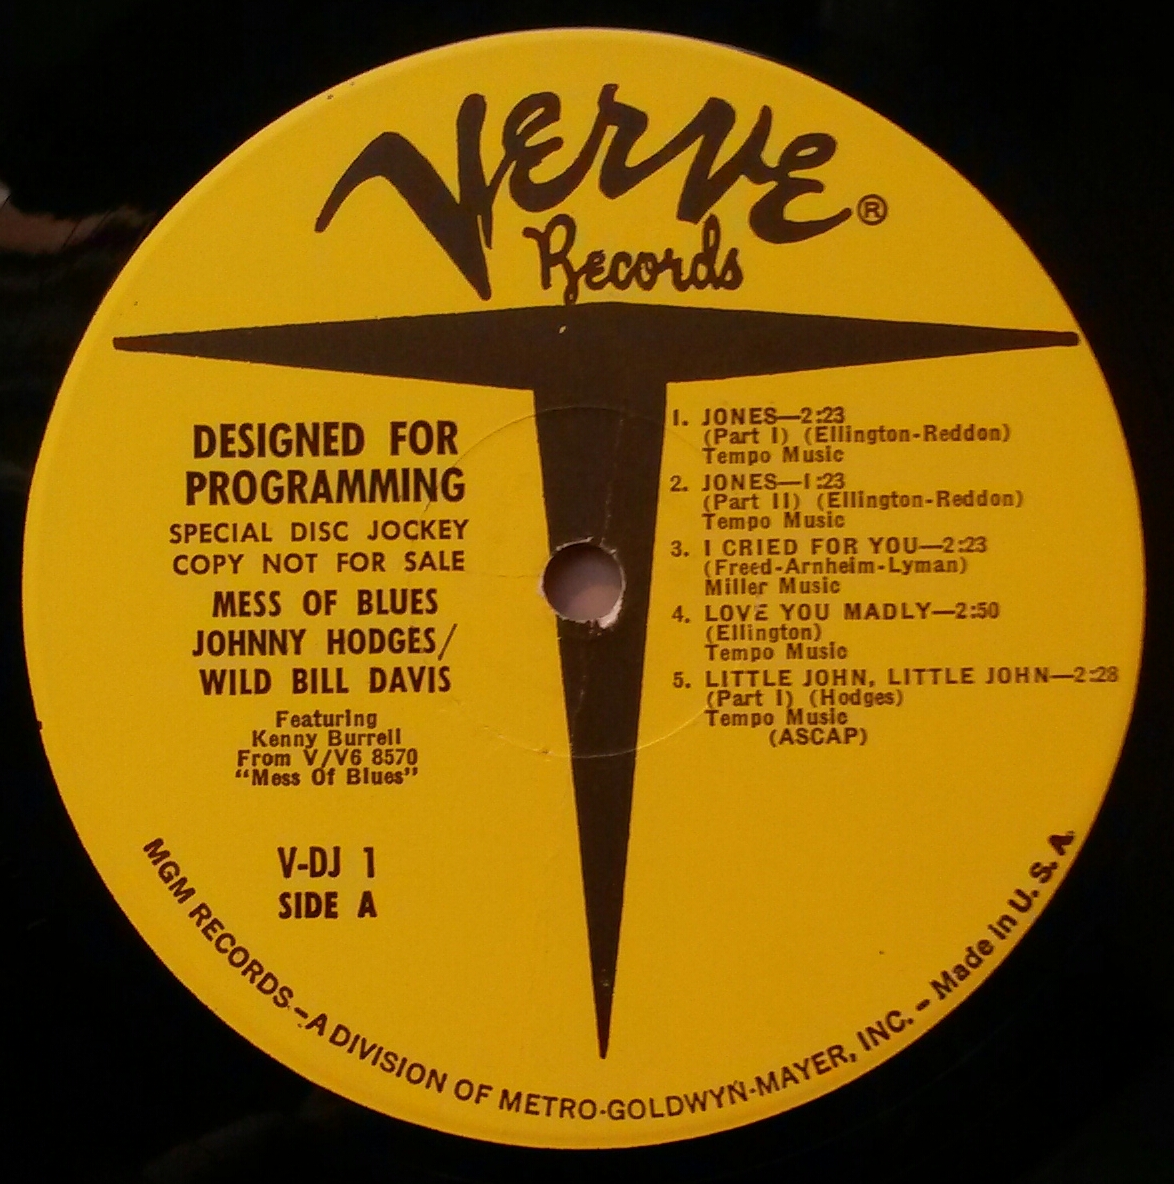 Verve ®
Records
DESIGNED FOR
PROGRAMMING
SPECIAL DISC JOCKEY
COPY NOT FOR SALE
MESS OF BLUES
JOHNNY HODGES/
WILD BILL DAVIS
Featuring
Kenny Burrell
From V/V6 8570
“Mess Of Blues”
V-DJ 1
SIDE A
1. JONES—2:23
(Part I) (Ellington-Reddon)
Tempo Music
2. JONES—1:23
(Part II) (Ellington-Reddon)
Tempo Music
3. I CRIED FOR YOU—2:23
(Freed-Arnheim-Lyman)
Miller Music
4. LOVE YOU MADLY—2:50
(Ellington)
Tempo Music
5. LITTLE JOHN, LITTLE JOHN—2:28
(Part I) (Hodges)
Tempo Music
(ASCAP)
MGM RECORDS – A DIVISION OF METRO-GOLDWYN-MAYER, INC. – Made in U. S. A.